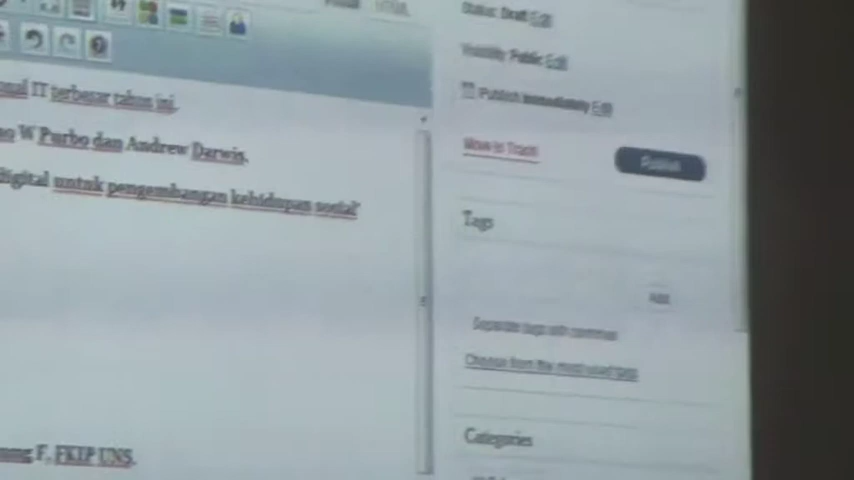 HTML
Status: Draft Edit
Visibility: Public Edit
Publish immediately Edit
IT terbesar tahun ini.
W Purbo dan Andrew Darwis.
Move to Trash
Publish
digital untuk pengembangan kehidupan sosial"
Tags
Add
Separate tags with commas
Choose from the most used tags
Categories
F. FKIP UNS.